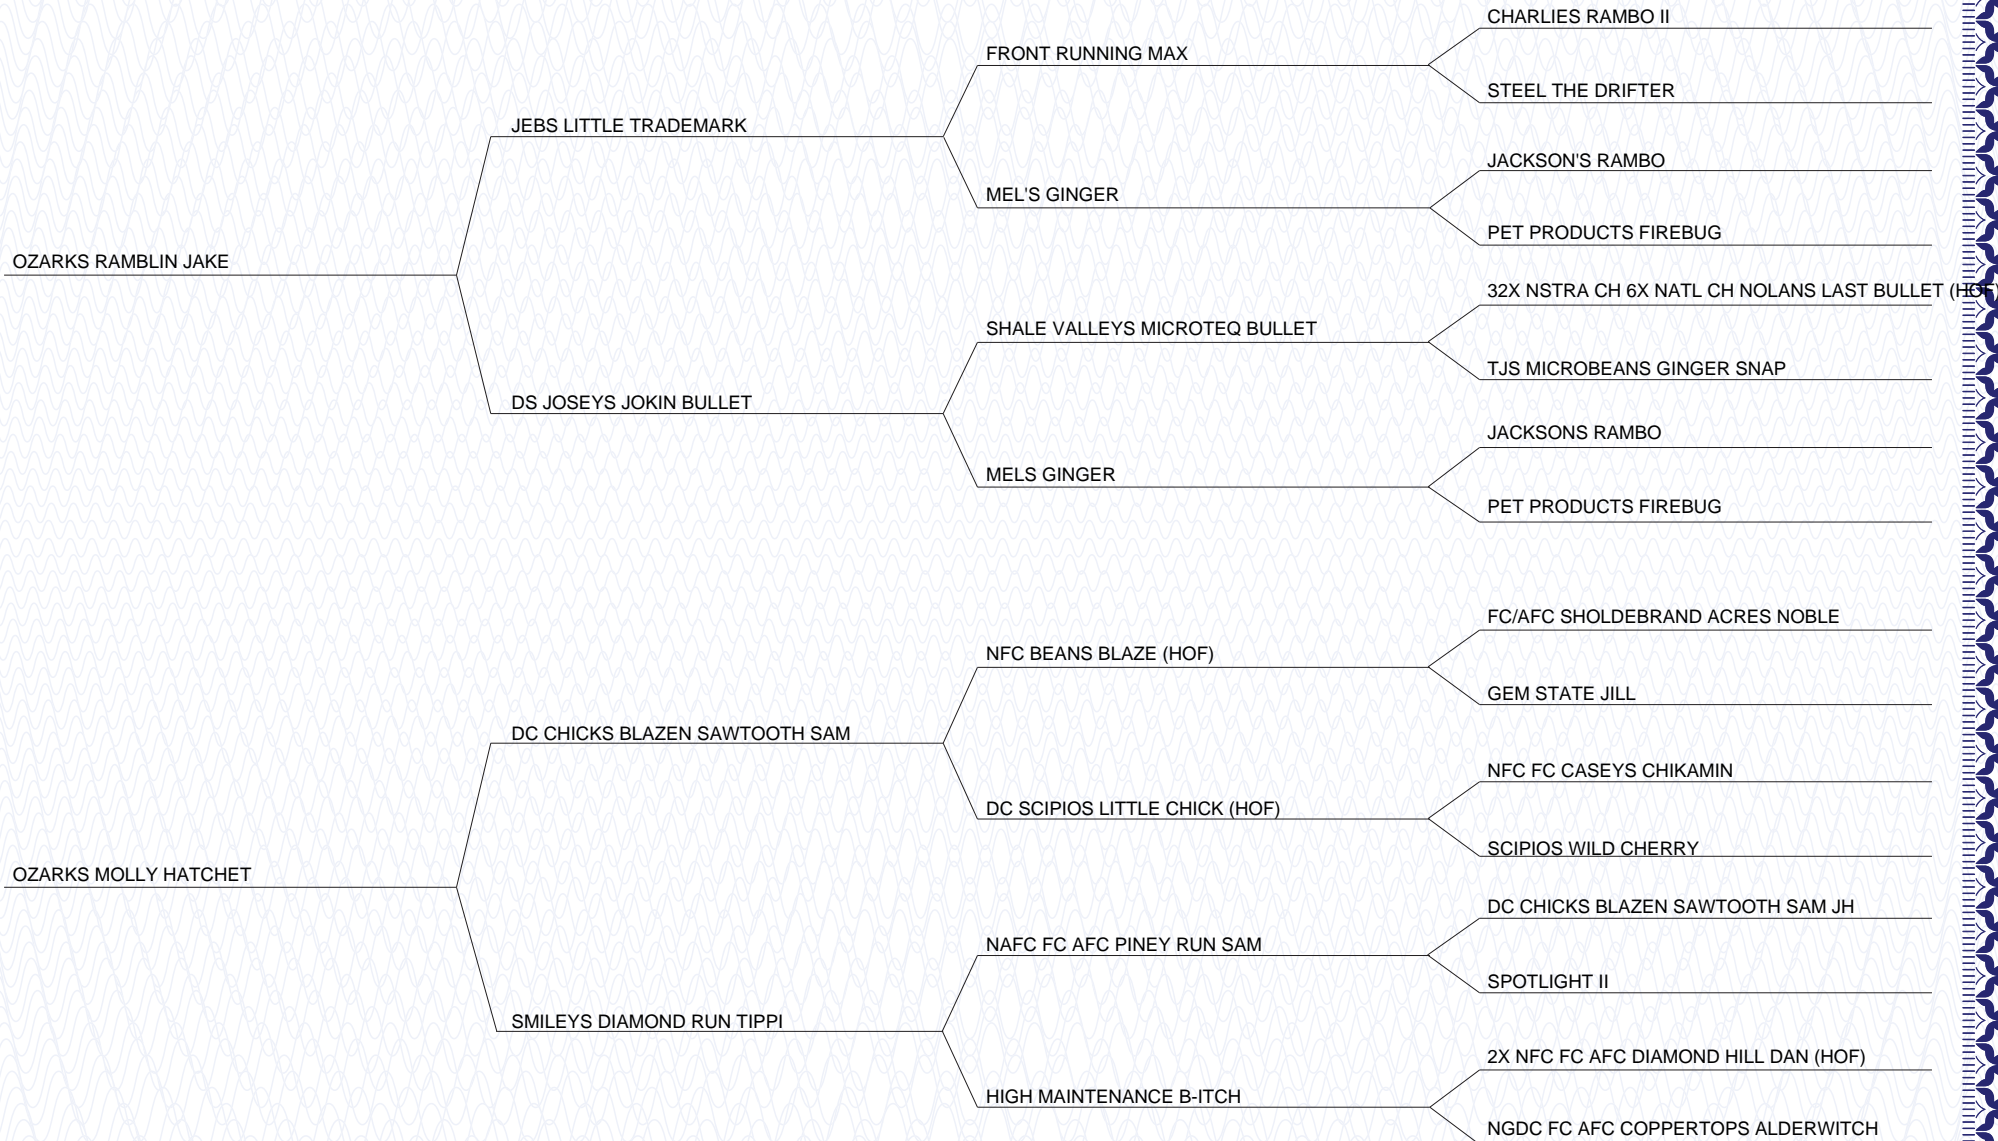 CHARLIES RAMBO II
FRONT RUNNING MAX
STEEL THE DRIFTER
JEBS LITTLE TRADEMARK
JACKSON'S RAMBO
MEL'S GINGER
PET PRODUCTS FIREBUG
OZARKS RAMBLIN JAKE
32X NSTRA CH 6X NATL CH NOLANS LAST BULLET (HOF)
SHALE VALLEYS MICROTEQ BULLET
TJS MICROBEANS GINGER SNAP
DS JOSEYS JOKIN BULLET
JACKSONS RAMBO
MELS GINGER
PET PRODUCTS FIREBUG
FC/AFC SHOLDEBRAND ACRES NOBLE
NFC BEANS BLAZE (HOF)
GEM STATE JILL
DC CHICKS BLAZEN SAWTOOTH SAM
NFC FC CASEYS CHIKAMIN
DC SCIPIOS LITTLE CHICK (HOF)
SCIPIOS WILD CHERRY
OZARKS MOLLY HATCHET
DC CHICKS BLAZEN SAWTOOTH SAM JH
NAFC FC AFC PINEY RUN SAM
SPOTLIGHT II
SMILEYS DIAMOND RUN TIPPI
2X NFC FC AFC DIAMOND HILL DAN (HOF)
HIGH MAINTENANCE B-ITCH
NGDC FC AFC COPPERTOPS ALDERWITCH